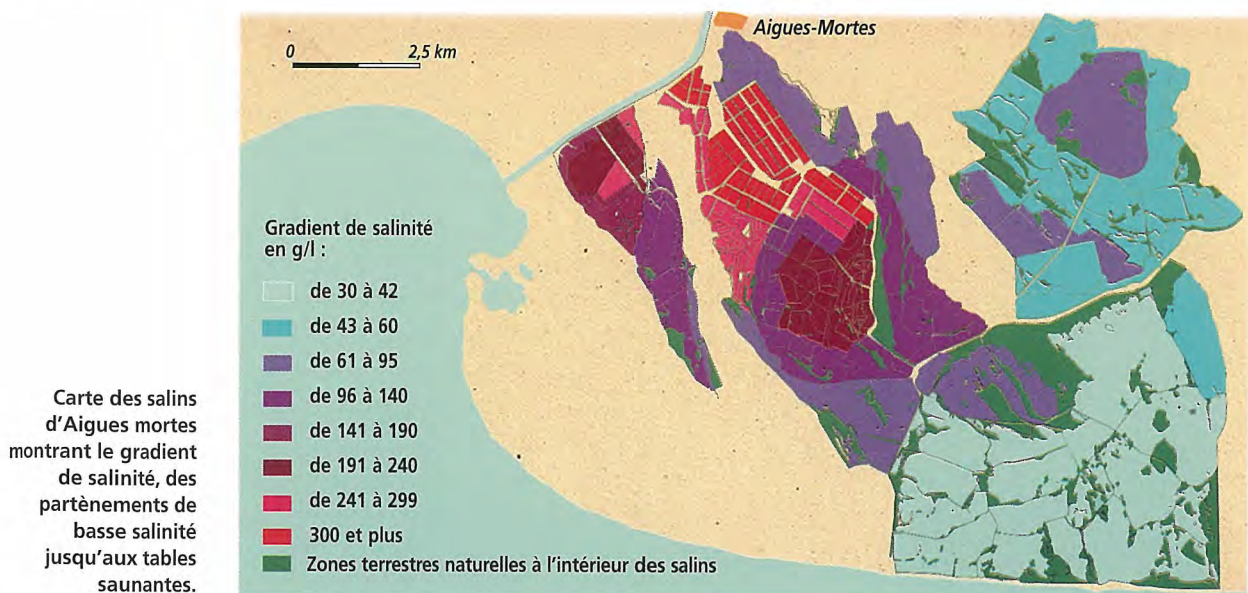 Aigues-Mortes
0 2,5 km
Gradient de salinité
en g/l :
de 30 à 42
de 43 à 60
de 61 à 95
de 96 à 140
de 141 à 190
de 191 à 240
de 241 à 299
300 et plus
Zones terrestres naturelles à l'intérieur des salins
Carte des salins
d'Aigues mortes
montrant le gradient
de salinité, des
partènements de
basse salinité
jusqu'aux tables
saunantes.